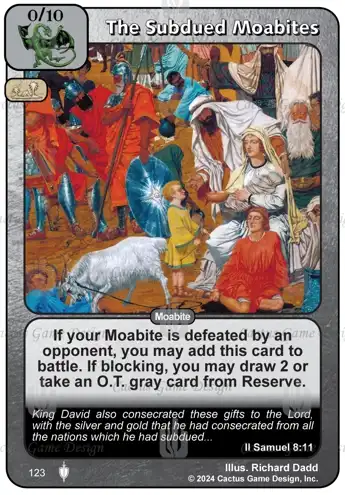 0/10
The Subdued Moabites
Moabite
If your Moabite is defeated by an
opponent, you may add this card to
battle. If blocking, you may draw 2 or
take an O.T. gray card from Reserve.
King David also consecrated these gifts to the Lord,
with the silver and gold that he had consecrated from all
the nations which he had subdued...
II Samuel 8:11
Illus. Richard Dadd
123
© 2024 Cactus Game Design, Inc.